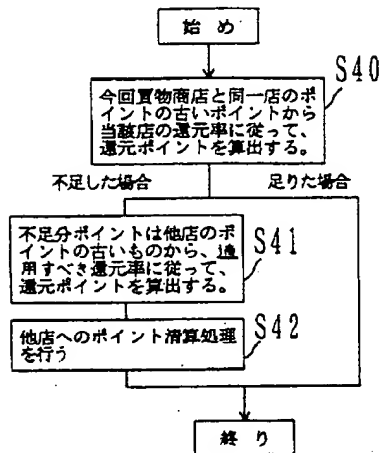 始め
S40
今回買物商店と同一店のポ
イントの古いポイントから
当該店の還元率に従って、
還元ポイントを算出する。
不足した場合
足りた場合
不足分ポイントは他店のポ
イントの古いものから、適
用すべき還元率に従って、
還元ポイントを算出する。
S41
他店へのポイント清算処理
を行う
S42
終り